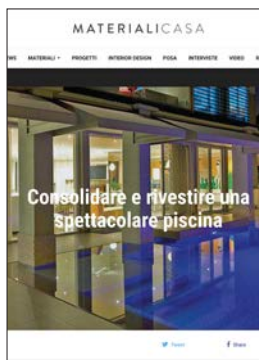 MATERIALICASA
MATERIALI PROGETTI INTERIOR DESIGN POSA INTERVISTE VIDEO
Consolidare e rivestire una
spettacolare piscina
Tweet Share